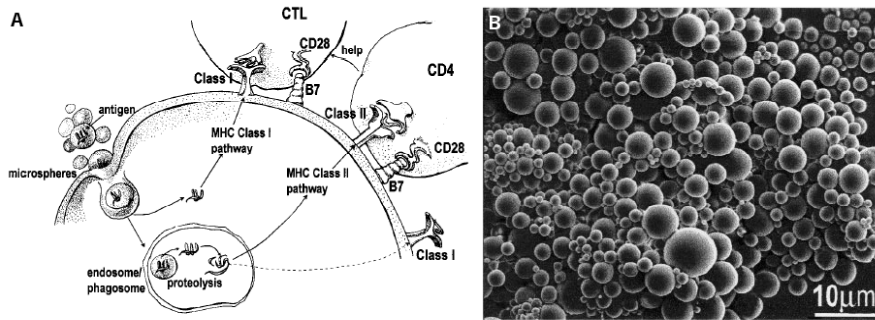 A
CTL
CD28
help
CD4
Class I
B7
antigen
Class II
MHC Class I
pathway
CD28
microspheres
MHC Class II
pathway
B7
endosome/
phagosome
proteolysis
Class I
B
10µm